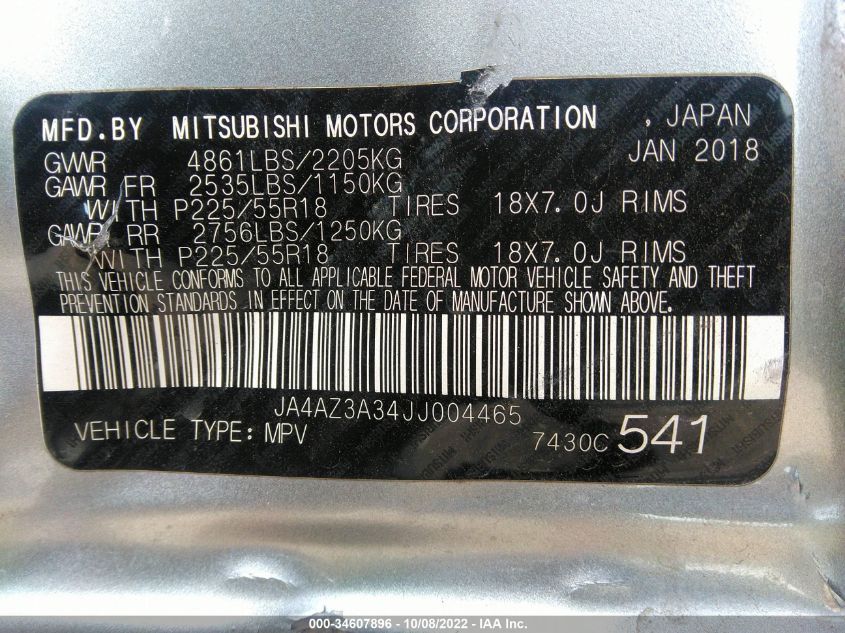 MFD.BY MITSUBISHI MOTORS CORPORATION , JAPAN
GVWR 4861LBS/2205KG JAN 2018
GAWR FR 2535LBS/1150KG
WITH P225/55R18 TIRES 18X7.0J RIMS
GAWR RR 2756LBS/1250KG
WITH P225/55R18 TIRES 18X7.0J RIMS
THIS VEHICLE CONFORMS TO ALL APPLICABLE FEDERAL MOTOR VEHICLE SAFETY AND THEFT
PREVENTION STANDARDS IN EFFECT ON THE DATE OF MANUFACTURE SHOWN ABOVE.
JA4AZ3A34JJ004465
VEHICLE TYPE:MPV 7430C 541
000-34607896 - 10/08/2022 - IAA Inc.